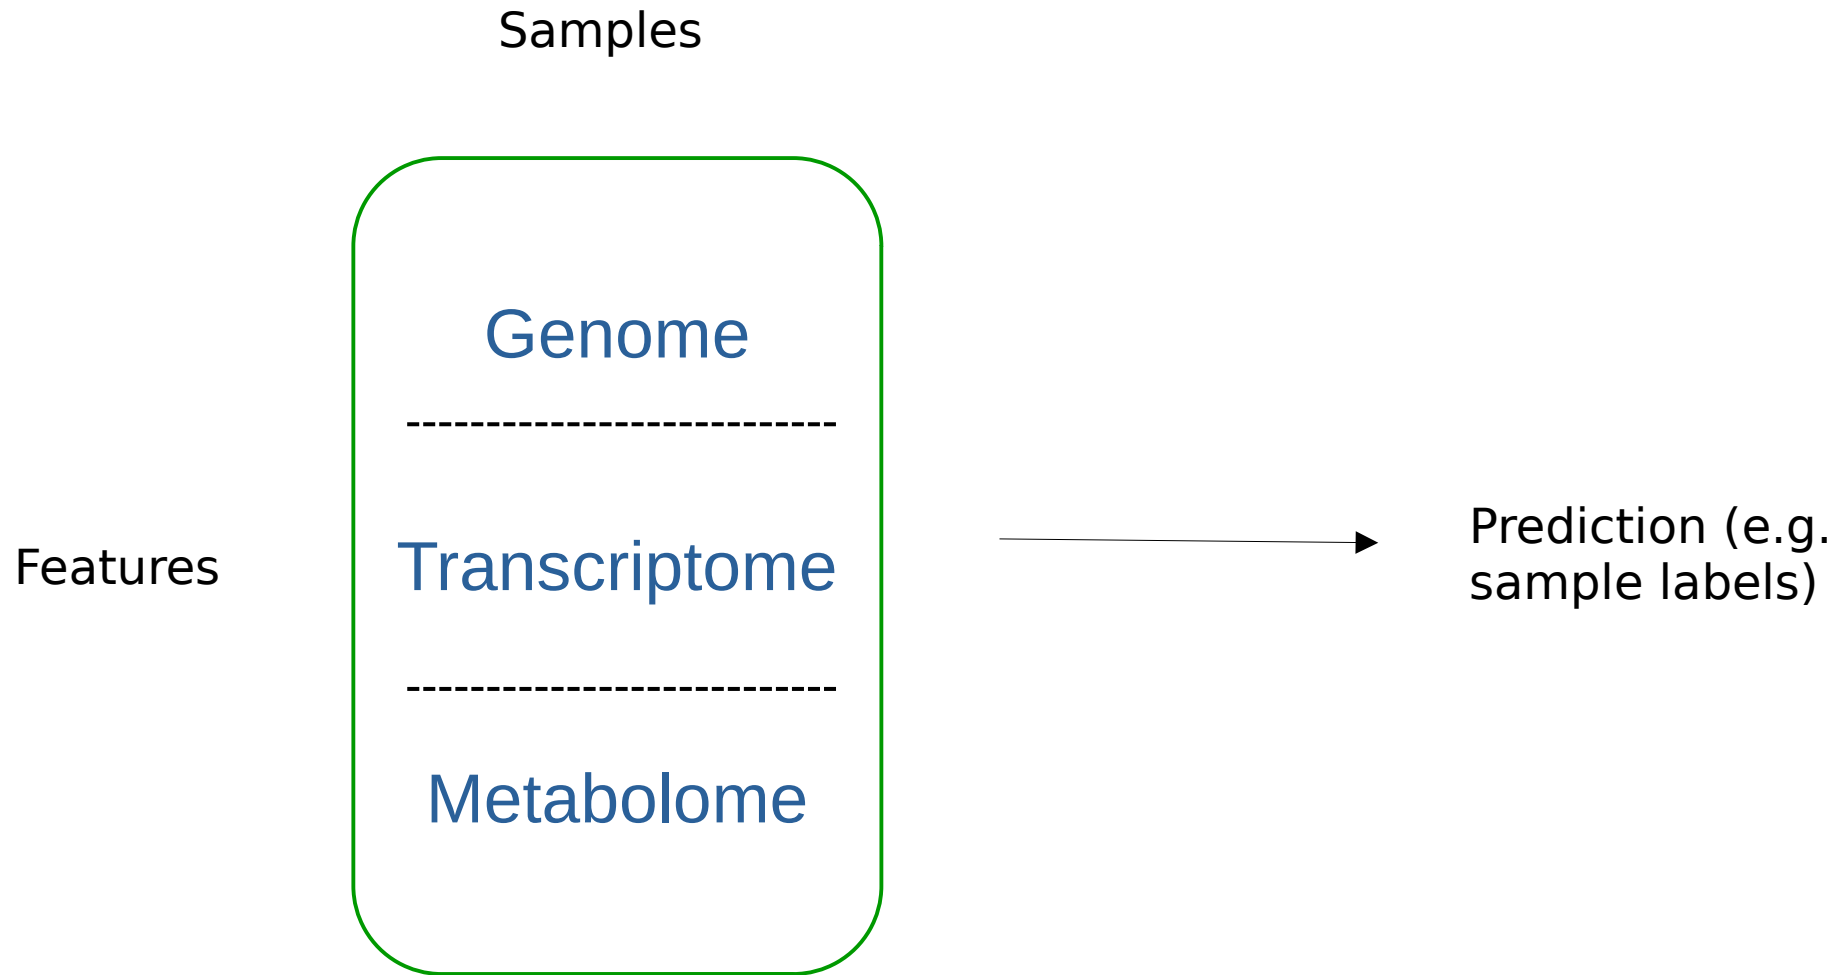 Samples
Genome
Transcriptome
Features
Metabolome
Prediction (e.g.
sample labels)